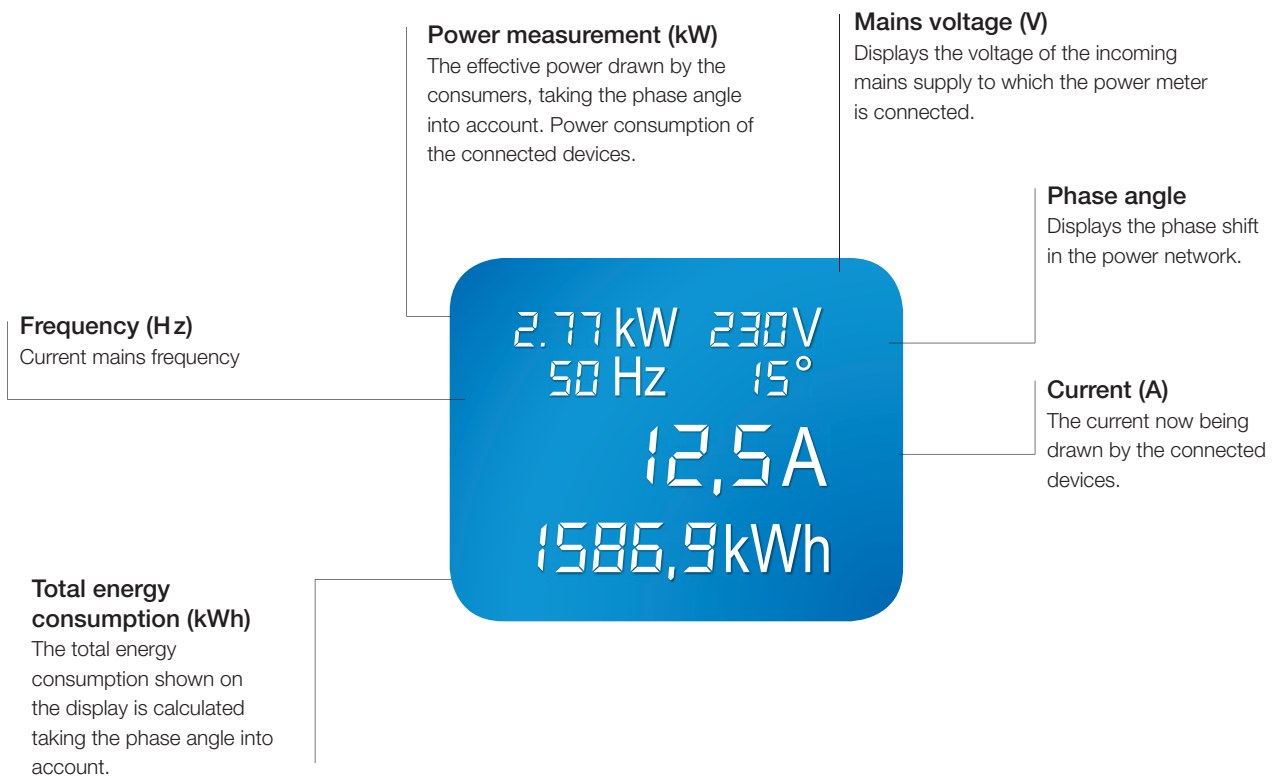 Power measurement (kW)
The effective power drawn by the
consumers, taking the phase angle
into account. Power consumption of
the connected devices.
Mains voltage (V)
Displays the voltage of the incoming
mains supply to which the power meter
is connected.
Phase angle
Displays the phase shift
in the power network.
Frequency (Hz)
Current mains frequency
2.77 kW 230V
50 Hz 15°
12,5A
1586,9kWh
Current (A)
The current now being
drawn by the connected
devices.
Total energy
consumption (kWh)
The total energy
consumption shown on
the display is calculated
taking the phase angle into
account.